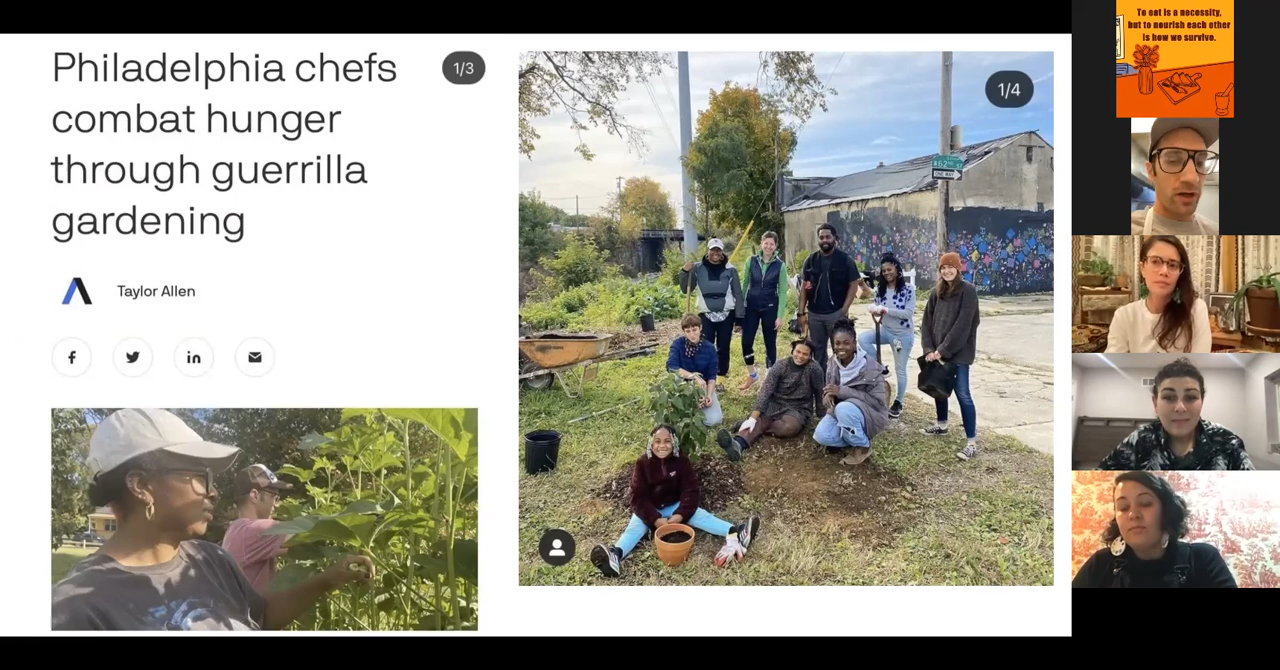 Philadelphia chefs
combat hunger
through guerrilla
gardening
1/3
Taylor Allen
1/4
ONE WAY
To eat is a necessity,
but to nourish each other
is how we survive.